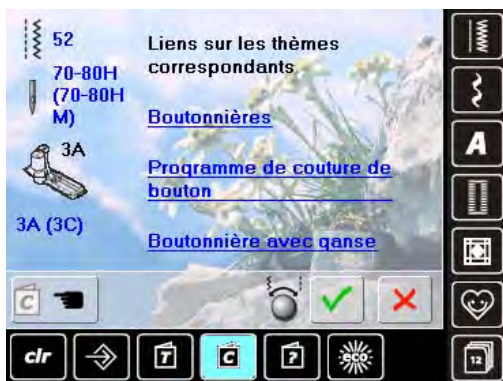 52
70-80H
(70-80H
M)
3A
3A (3C)
Liens sur les thèmes
correspondants
Boutonnières
Programme de couture de
bouton
Boutonnière avec ganse
A
12
C
clr
T
C
?
eco